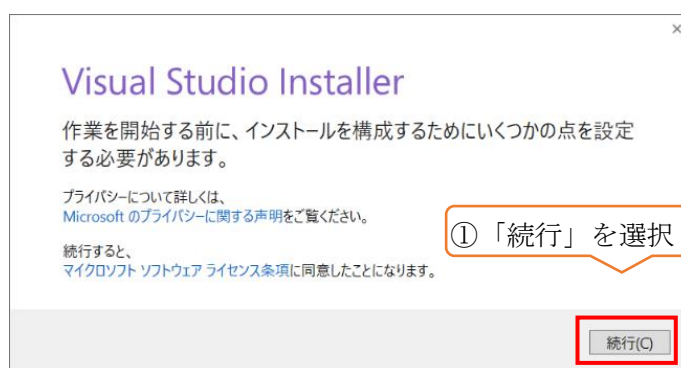 ×
Visual Studio Installer
作業を開始する前に、インストールを構成するためにいくつかの点を設定
する必要があります。
プライバシーについて詳しくは、
Microsoft のプライバシーに関する声明をご覧ください。
続行すると、
マイクロソフト ソフトウェア ライセンス条項に同意したことになります。
①「続行」を選択
続行(C)